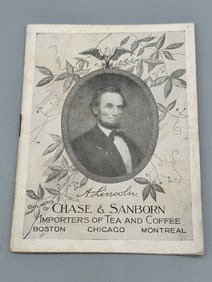 A. Lincoln
CHASE & SANBORN
IMPORTERS OF TEA AND COFFEE
BOSTON CHICAGO MONTREAL